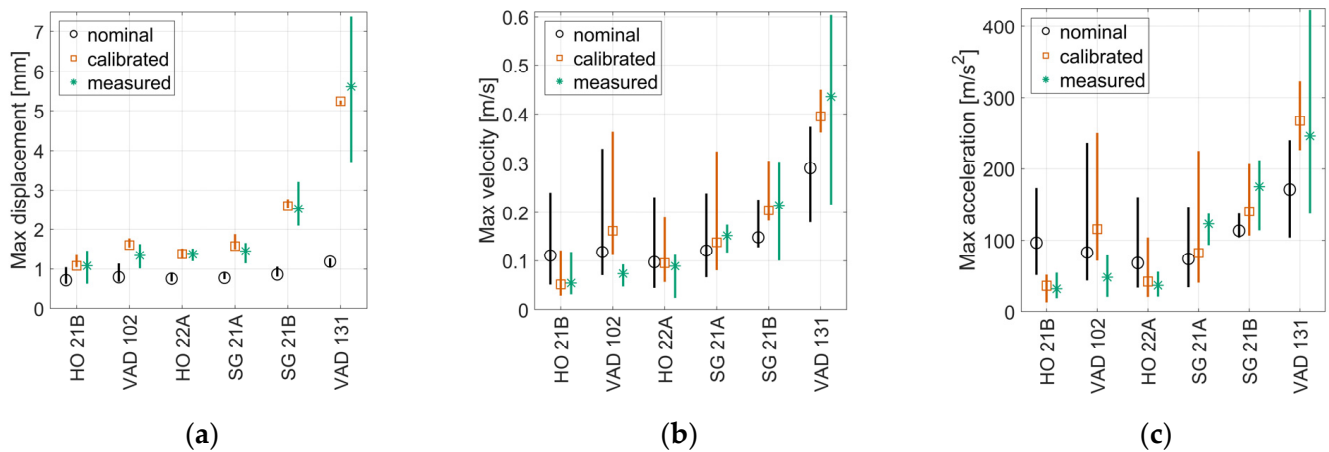 Max displacement [mm]
7
6
5
4
3
2
1
0
nominal
calibrated
measured
HO 21B
VAD 102
HO 22A
SG 21A
SG 21B
VAD 131
(a)
Max velocity [m/s]
0.6
0.5
0.4
0.3
0.2
0.1
0
nominal
calibrated
measured
HO 21B
VAD 102
HO 22A
SG 21A
SG 21B
VAD 131
(b)
Max acceleration [m/s²]
400
300
200
100
0
nominal
calibrated
measured
HO 21B
VAD 102
HO 22A
SG 21A
SG 21B
VAD 131
(c)